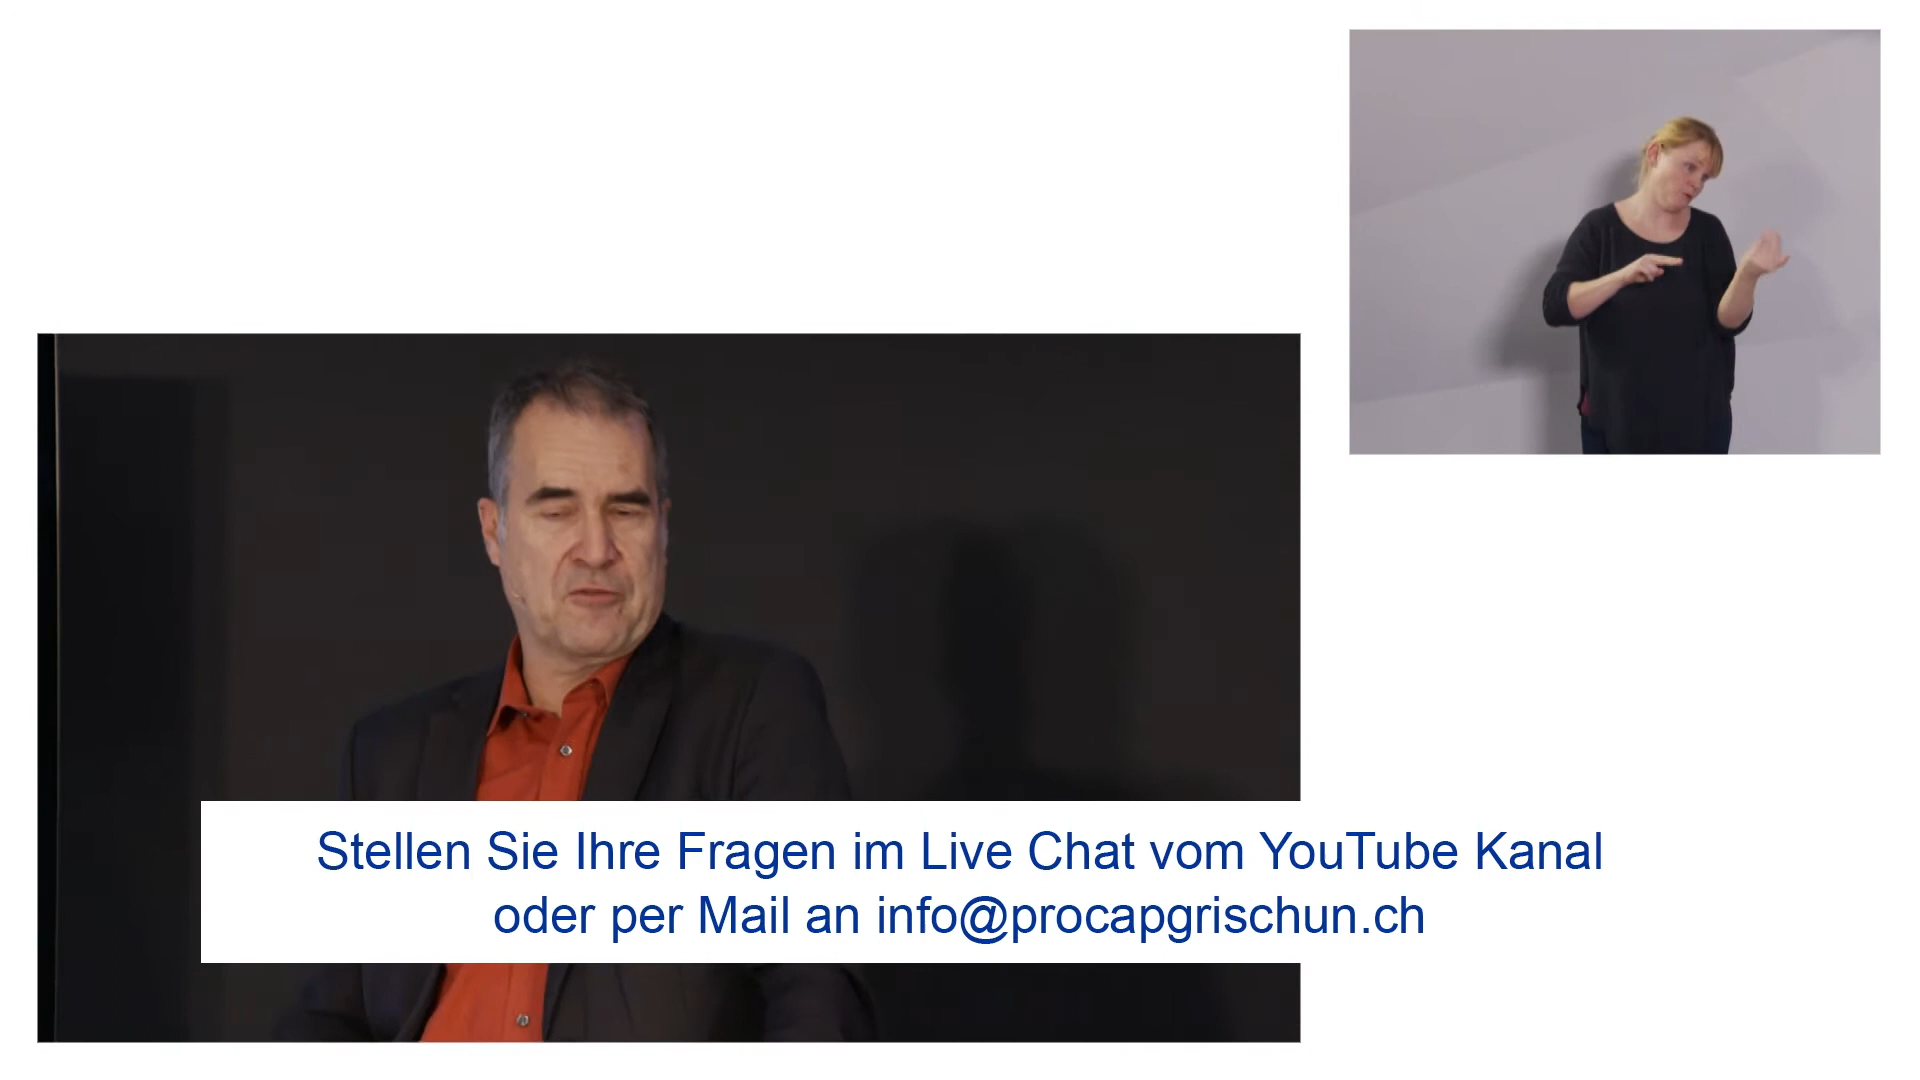 Stellen Sie Ihre Fragen im Live Chat vom YouTube Kanal
oder per Mail an info@procapgrischun.ch